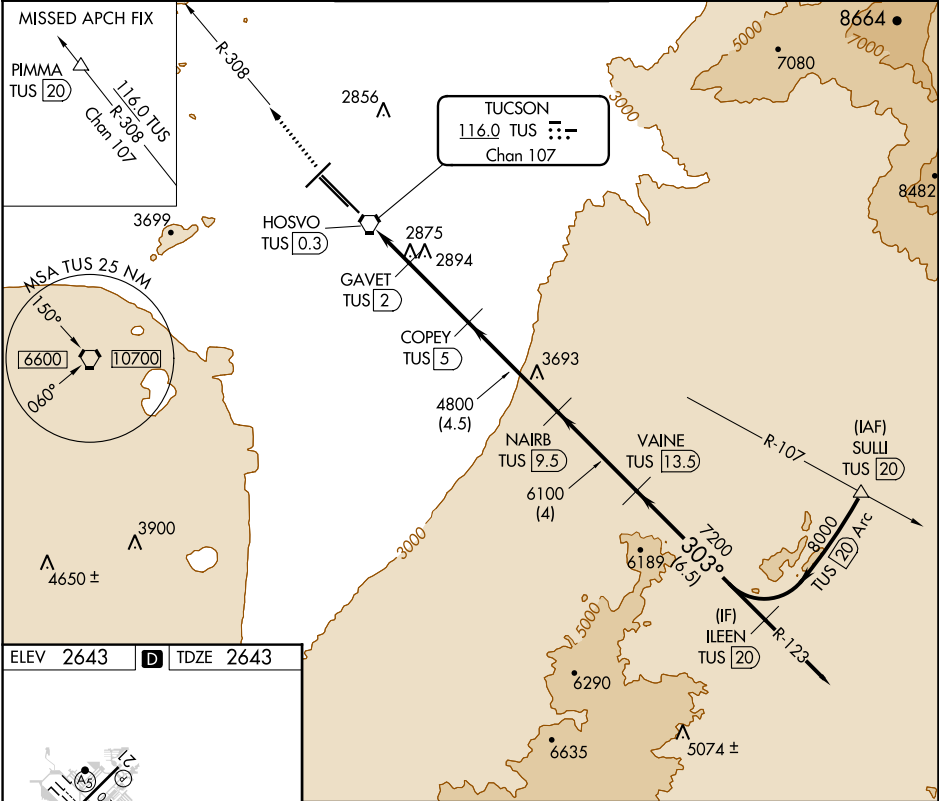 MISSED APCH FIX
PIMMA
TUS 20
116.0 TUS
R-308
Chan 107
R-308
2856
TUCSON
116.0 TUS
Chan 107
5000
8664
7000
7080
3000
8482
3699
HOSVO
TUS 0.3
2875
2894
GAVET
TUS 2
MSA TUS 25 NM
150°
6600
10700
060°
COPEY
TUS 5
3693
4800
(4.5)
NAIRB
TUS 9.5
VAINE
TUS 13.5
6100
(4)
R-107
(IAF)
SULLI
TUS 20
8000
TUS 20 Arc
7200
303°
(6.5)
6189
3900
4650 ±
3000
5000
(IF)
ILEEN
TUS 20
R-123
6290
6635
5074 ±
ELEV 2643
D
TDZE 2643
A5
P
21